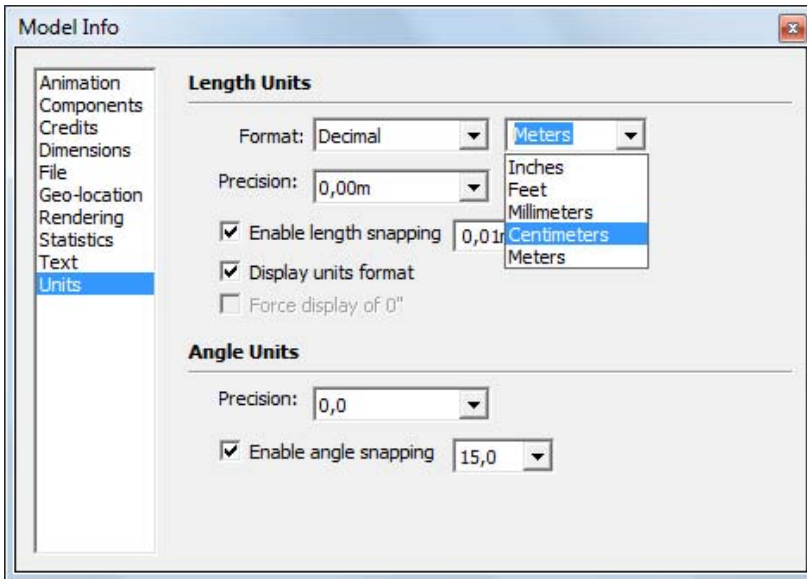 Model Info
Animation
Components
Credits
Dimensions
File
Geo-location
Rendering
Statistics
Text
Units
Length Units
Format: Decimal Meters
Inches
Feet
Millimeters
Centimeters
Meters
Precision: 0,00m
Enable length snapping 0,01
Display units format
Force display of 0"
Angle Units
Precision: 0,0
Enable angle snapping 15,0